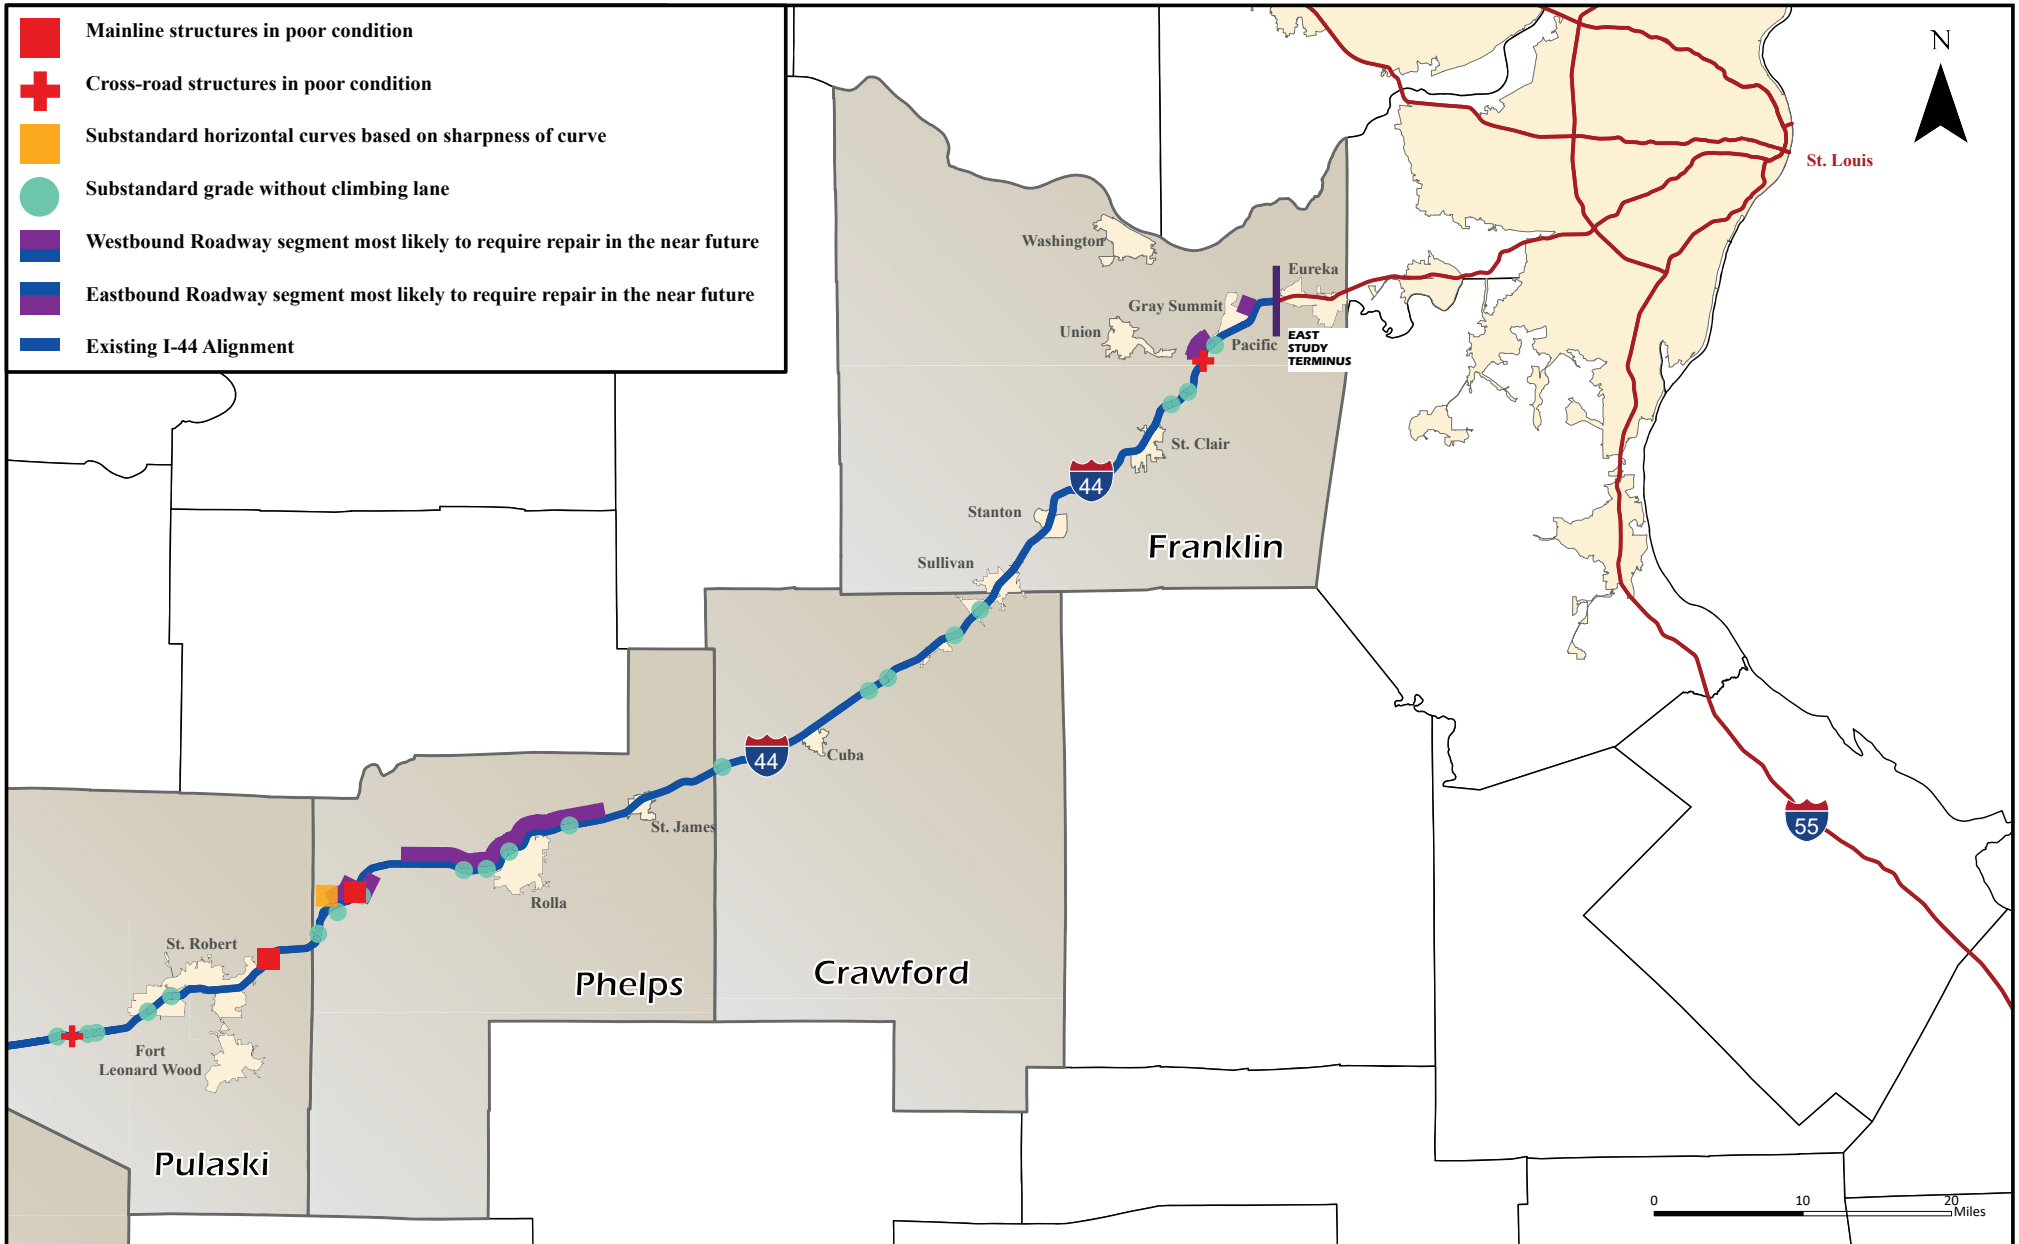 Mainline structures in poor condition
Cross-road structures in poor condition
Substandard horizontal curves based on sharpness of curve
Substandard grade without climbing lane
Westbound Roadway segment most likely to require repair in the near future
Eastbound Roadway segment most likely to require repair in the near future
Existing I-44 Alignment
N
St. Louis
Washington
Eureka
Gray Summit
Union
Pacific
EAST
STUDY
TERMINUS
St. Clair
44
Stanton
Franklin
Sullivan
Cuba
44
St. James
55
Rolla
St. Robert
Phelps
Crawford
Fort
Leonard Wood
Pulaski
0 10 20
Miles